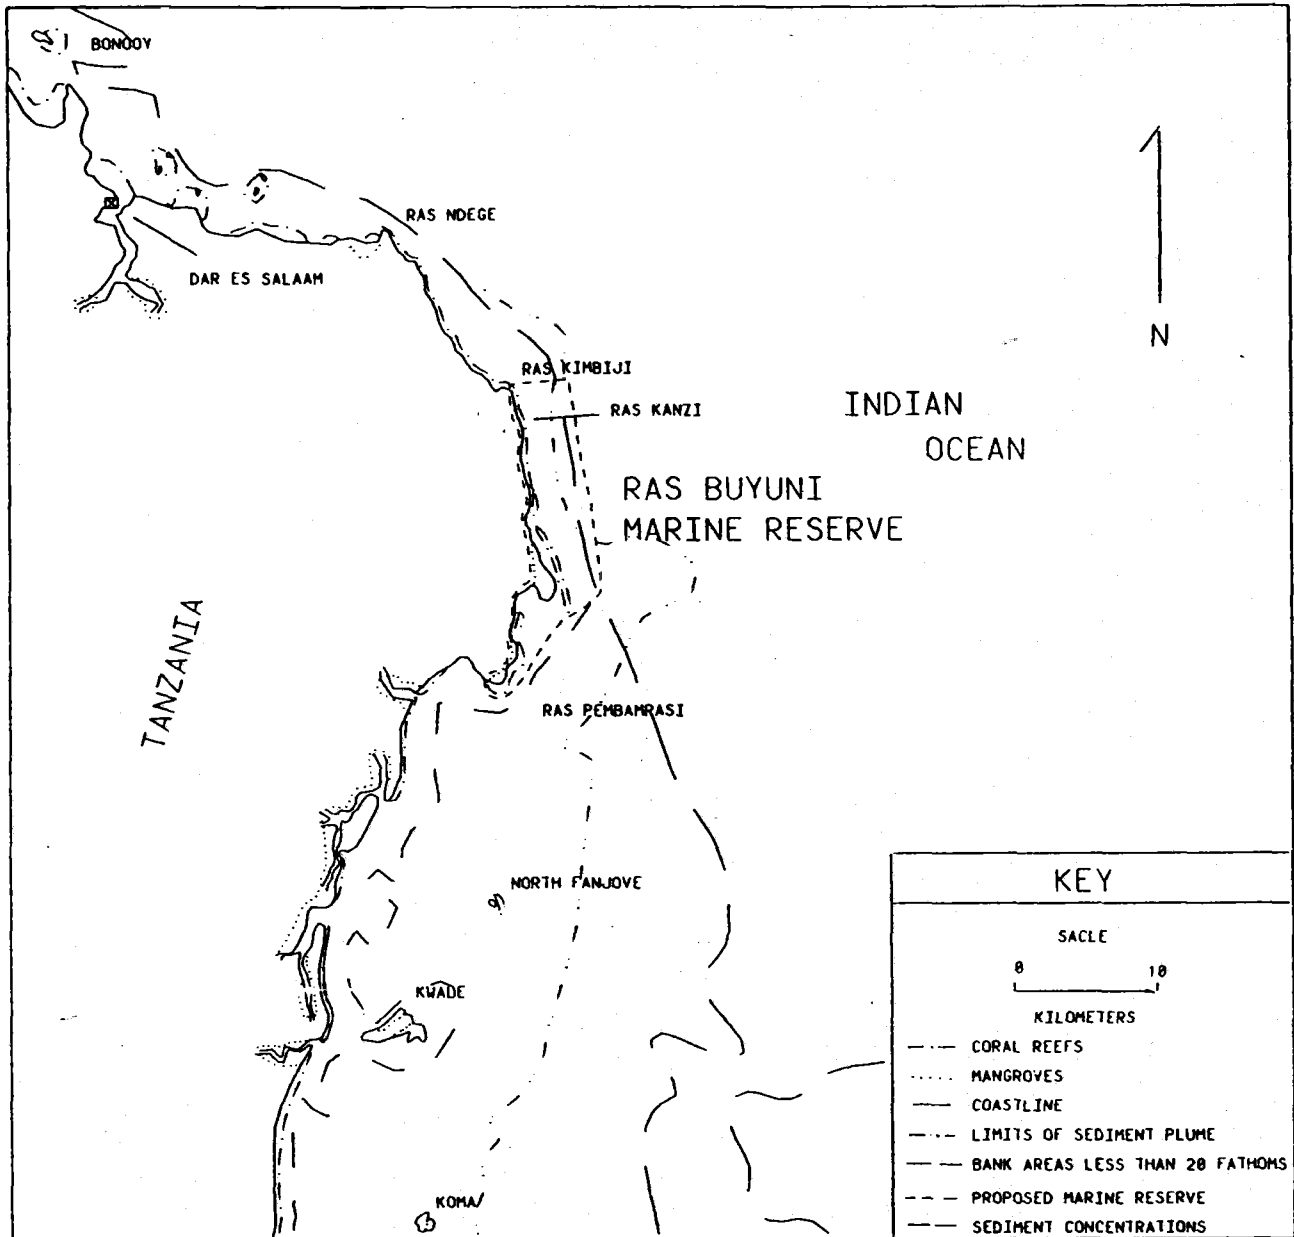 BONOOY
RAS NDEGE
DAR ES SALAAM
N
RAS KIMBIJI
RAS KANZI
INDIAN
OCEAN
RAS BUYUNI
MARINE RESERVE
TANZANIA
RAS PEMBAMRASI
NORTH FANJOVE
KWADE
KOMA
KEY
SACLE
0 10
KILOMETERS
CORAL REEFS
MANGROVES
COASTLINE
LIMITS OF SEDIMENT PLUME
BANK AREAS LESS THAN 20 FATHOMS
PROPOSED MARINE RESERVE
SEDIMENT CONCENTRATIONS